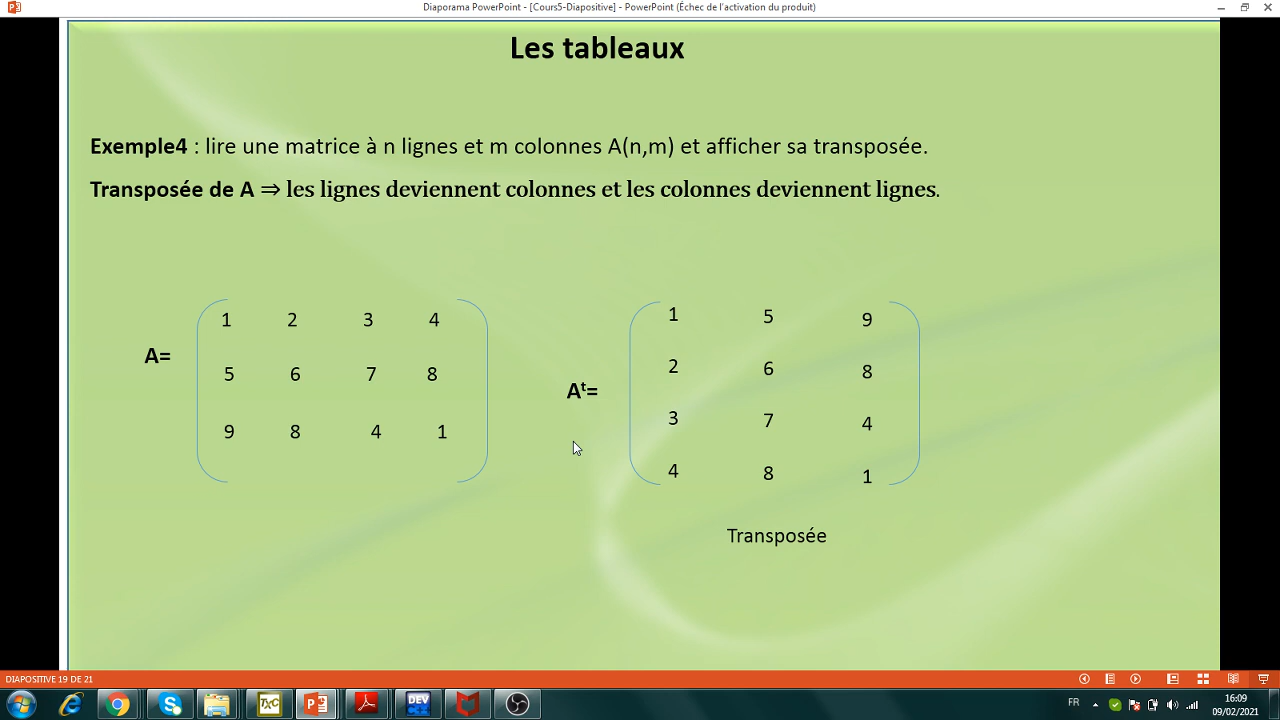 Diaporama PowerPoint - [Cours5-Diapositive] - PowerPoint (Échec de l'activation du produit)
Les tableaux
Exemple4 : lire une matrice à n lignes et m colonnes A(n,m) et afficher sa transposée.
Transposée de A ⇒ les lignes deviennent colonnes et les colonnes deviennent lignes.
A=
1 2 3 4
5 6 7 8
9 8 4 1
Aᵗ=
1 5 9
2 6 8
3 7 4
4 8 1
Transposée
DIAPOSITIVE 19 DE 21
TXC
DEV
FR
16:09
09/02/2021